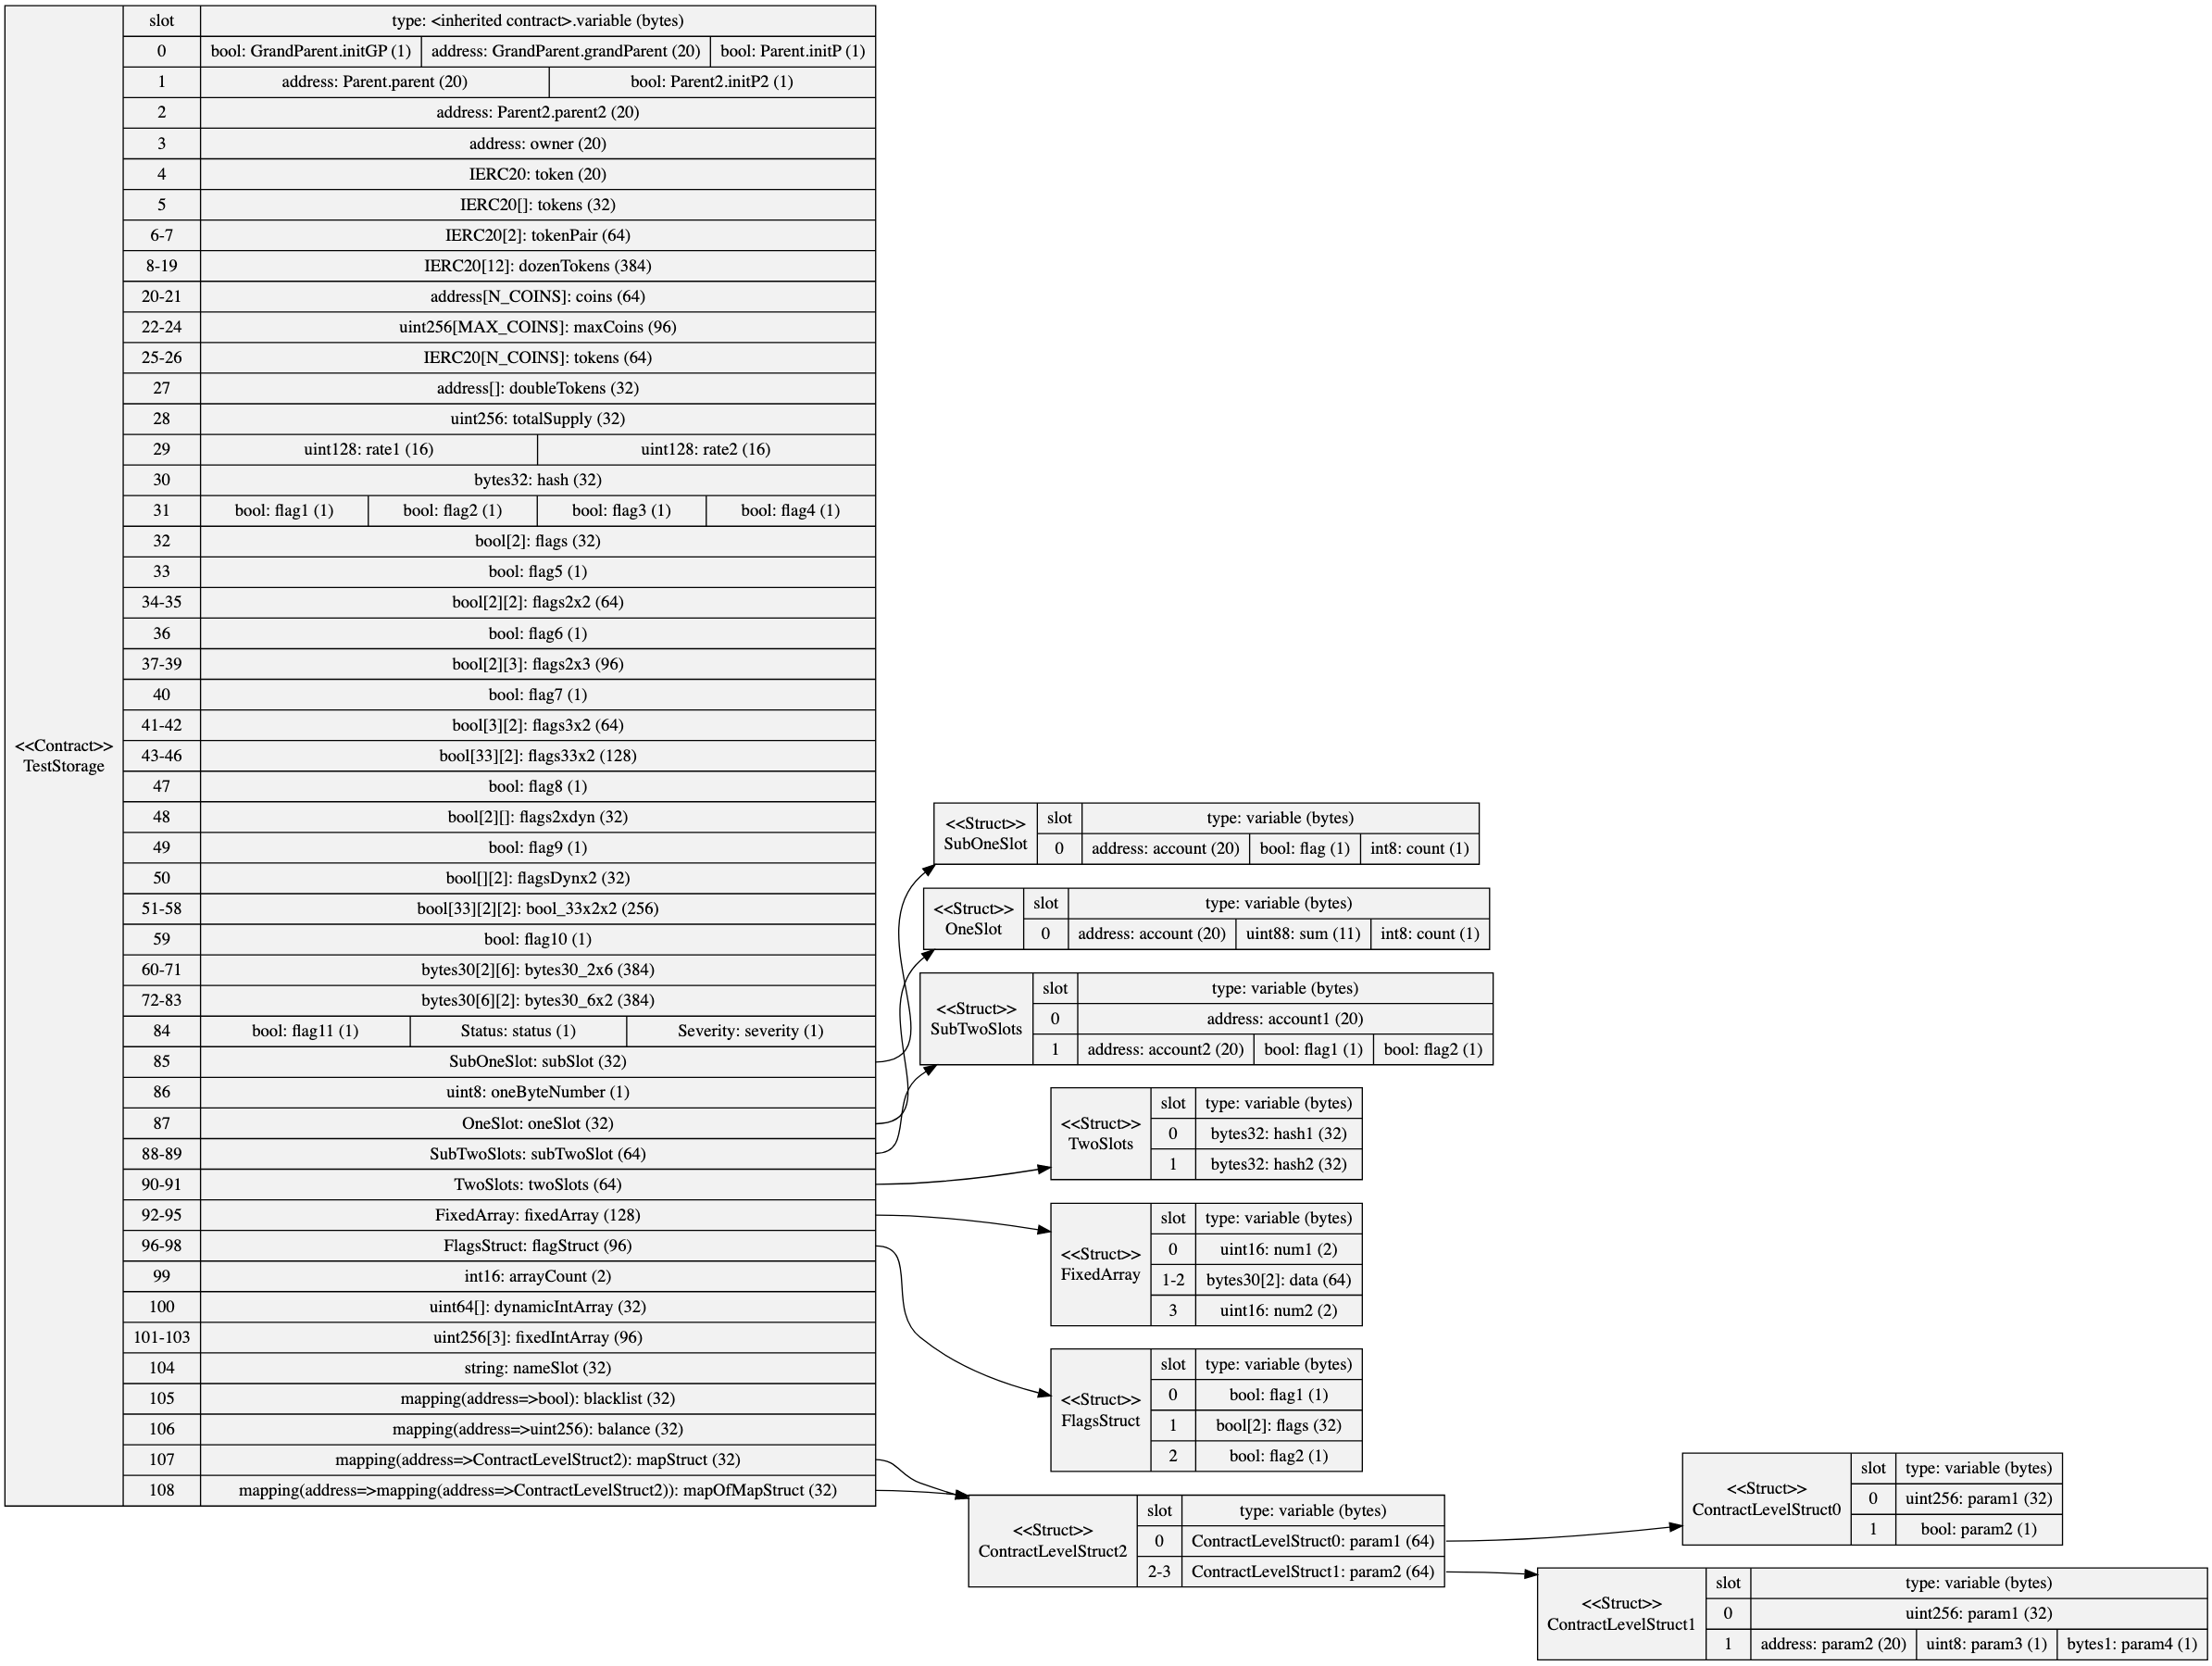 <<Contract>>
TestStorage
slot type: <inherited contract>.variable (bytes)
0 bool: GrandParent.initGP (1) address: GrandParent.grandParent (20) bool: Parent.initP (1)
1 address: Parent.parent (20) bool: Parent2.initP2 (1)
2 address: Parent2.parent2 (20)
3 address: owner (20)
4 IERC20: token (20)
5 IERC20[]: tokens (32)
6-7 IERC20[2]: tokenPair (64)
8-19 IERC20[12]: dozenTokens (384)
20-21 address[N_COINS]: coins (64)
22-24 uint256[MAX_COINS]: maxCoins (96)
25-26 IERC20[N_COINS]: tokens (64)
27 address[]: doubleTokens (32)
28 uint256: totalSupply (32)
29 uint128: rate1 (16) uint128: rate2 (16)
30 bytes32: hash (32)
31 bool: flag1 (1) bool: flag2 (1) bool: flag3 (1) bool: flag4 (1)
32 bool[2]: flags (32)
33 bool: flag5 (1)
34-35 bool[2][2]: flags2x2 (64)
36 bool: flag6 (1)
37-39 bool[2][3]: flags2x3 (96)
40 bool: flag7 (1)
41-42 bool[3][2]: flags3x2 (64)
43-46 bool[33][2]: flags33x2 (128)
47 bool: flag8 (1)
48 bool[2][]: flags2xdyn (32)
49 bool: flag9 (1)
50 bool[][2]: flagsDynx2 (32)
51-58 bool[33][2][2]: bool_33x2x2 (256)
59 bool: flag10 (1)
60-71 bytes30[2][6]: bytes30_2x6 (384)
72-83 bytes30[6][2]: bytes30_6x2 (384)
84 bool: flag11 (1) Status: status (1) Severity: severity (1)
85 SubOneSlot: subSlot (32)
86 uint8: oneByteNumber (1)
87 OneSlot: oneSlot (32)
88-89 SubTwoSlots: subTwoSlot (64)
90-91 TwoSlots: twoSlots (64)
92-95 FixedArray: fixedArray (128)
96-98 FlagsStruct: flagStruct (96)
99 int16: arrayCount (2)
100 uint64[]: dynamicIntArray (32)
101-103 uint256[3]: fixedIntArray (96)
104 string: nameSlot (32)
105 mapping(address=>bool): blacklist (32)
106 mapping(address=>uint256): balance (32)
107 mapping(address=>ContractLevelStruct2): mapStruct (32)
108 mapping(address=>mapping(address=>ContractLevelStruct2)): mapOfMapStruct (32)
<<Struct>>
SubOneSlot
slot type: variable (bytes)
0 address: account (20) bool: flag (1) int8: count (1)
<<Struct>>
OneSlot
slot type: variable (bytes)
0 address: account (20) uint88: sum (11) int8: count (1)
<<Struct>>
SubTwoSlots
slot type: variable (bytes)
0 address: account1 (20)
1 address: account2 (20) bool: flag1 (1) bool: flag2 (1)
<<Struct>>
TwoSlots
slot type: variable (bytes)
0 bytes32: hash1 (32)
1 bytes32: hash2 (32)
<<Struct>>
FixedArray
slot type: variable (bytes)
0 uint16: num1 (2)
1-2 bytes30[2]: data (64)
3 uint16: num2 (2)
<<Struct>>
FlagsStruct
slot type: variable (bytes)
0 bool: flag1 (1)
1 bool[2]: flags (32)
2 bool: flag2 (1)
<<Struct>>
ContractLevelStruct2
slot type: variable (bytes)
0 ContractLevelStruct0: param1 (64)
2-3 ContractLevelStruct1: param2 (64)
<<Struct>>
ContractLevelStruct0
slot type: variable (bytes)
0 uint256: param1 (32)
1 bool: param2 (1)
<<Struct>>
ContractLevelStruct1
slot type: variable (bytes)
0 uint256: param1 (32)
1 address: param2 (20) uint8: param3 (1) bytes1: param4 (1)